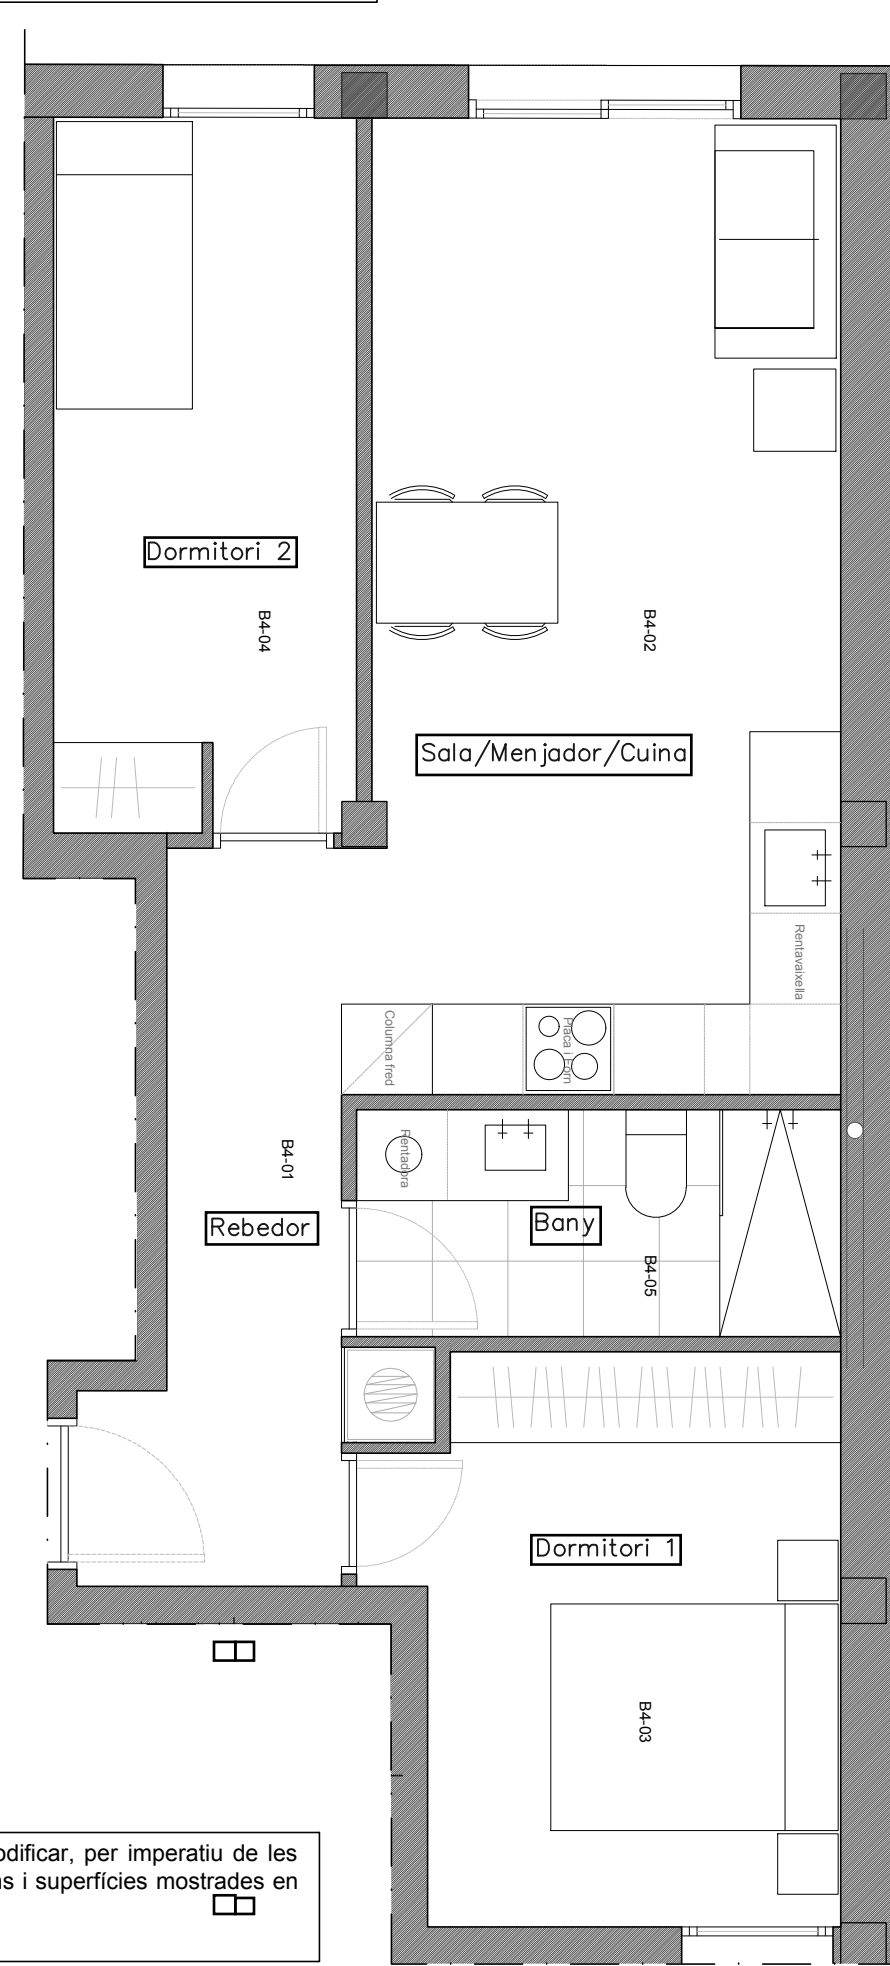 Dormitori 2
B4-04
B4-02
Sala/Menjador/Cuina
Rentavaixella
Columna fred
Placa i Forn
B4-01
Rentadora
Rebedor
Bany
B4-05
Dormitori 1
B4-03
odificar, per imperatiu de les
s i superfícies mostrades en